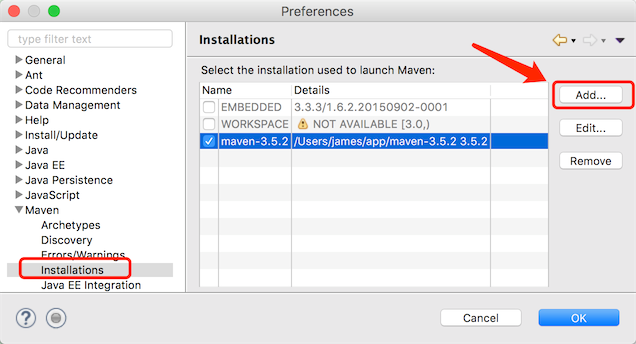 Preferences
type filter text
General
Ant
Code Recommenders
Data Management
Help
Install/Update
Java
Java EE
Java Persistence
JavaScript
Maven
Archetypes
Discovery
Errors/Warnings
Installations
Java EE Integration
Installations
Select the installation used to launch Maven:
Name Details
EMBEDDED 3.3.3/1.6.2.20150902-0001
WORKSPACE NOT AVAILABLE [3.0,)
maven-3.5.2 /Users/james/app/maven-3.5.2 3.5.2
Add...
Edit...
Remove
?
Cancel
OK